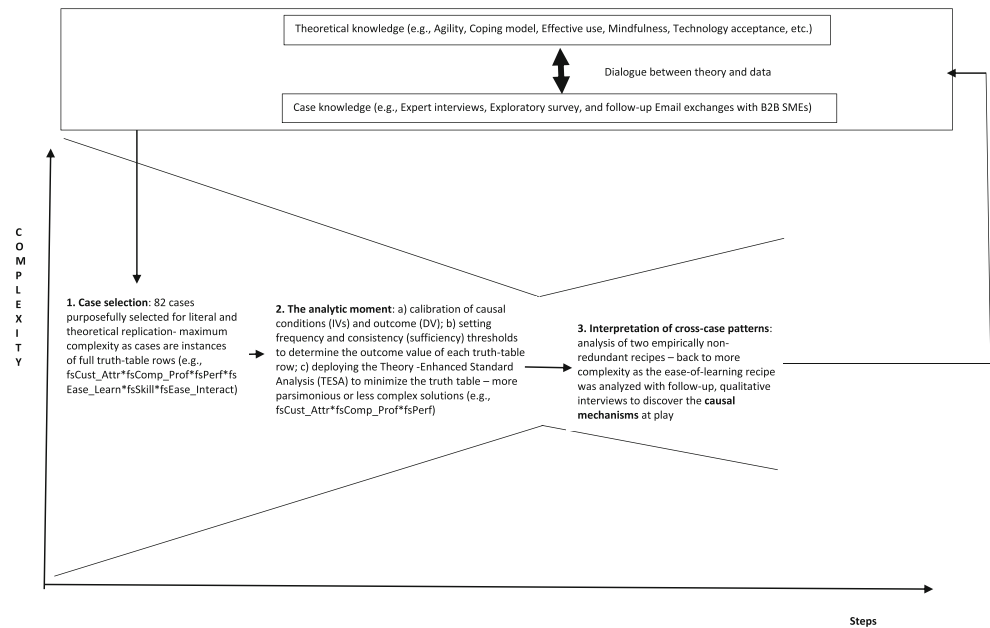 Theoretical knowledge (e.g., Agility, Coping model, Effective use, Mindfulness, Technology acceptance, etc.)
Dialogue between theory and data
Case knowledge (e.g., Expert interviews, Exploratory survey, and follow-up Email exchanges with B2B SMEs)
C
O
M
P
L
E
X
I
T
Y
1. Case selection: 82 cases
purposefully selected for literal and
theoretical replication- maximum
complexity as cases are instances
of full truth-table rows (e.g.,
fsCust_Attr*fsComp_Prof*fsPerf*fs
Ease_Learn*fsSkill*fsEase_Interact)
2. The analytic moment: a) calibration of causal
conditions (IVs) and outcome (DV); b) setting
frequency and consistency (sufficiency) thresholds
to determine the outcome value of each truth-table
row; c) deploying the Theory -Enhanced Standard
Analysis (TESA) to minimize the truth table – more
parsimonious or less complex solutions (e.g.,
fsCust_Attr*fsComp_Prof*fsPerf)
3. Interpretation of cross-case patterns:
analysis of two empirically non-
redundant recipes – back to more
complexity as the ease-of-learning recipe
was analyzed with follow-up, qualitative
interviews to discover the causal
mechanisms at play
Steps